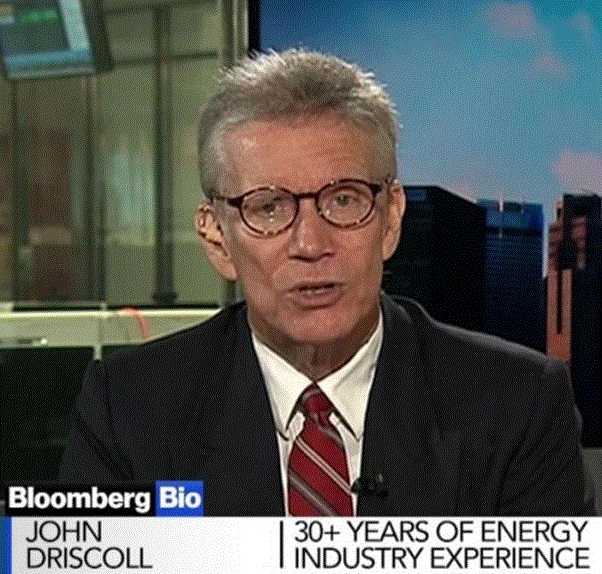 Bloomberg Bio
JOHN
DRISCOLL
30+ YEARS OF ENERGY
INDUSTRY EXPERIENCE